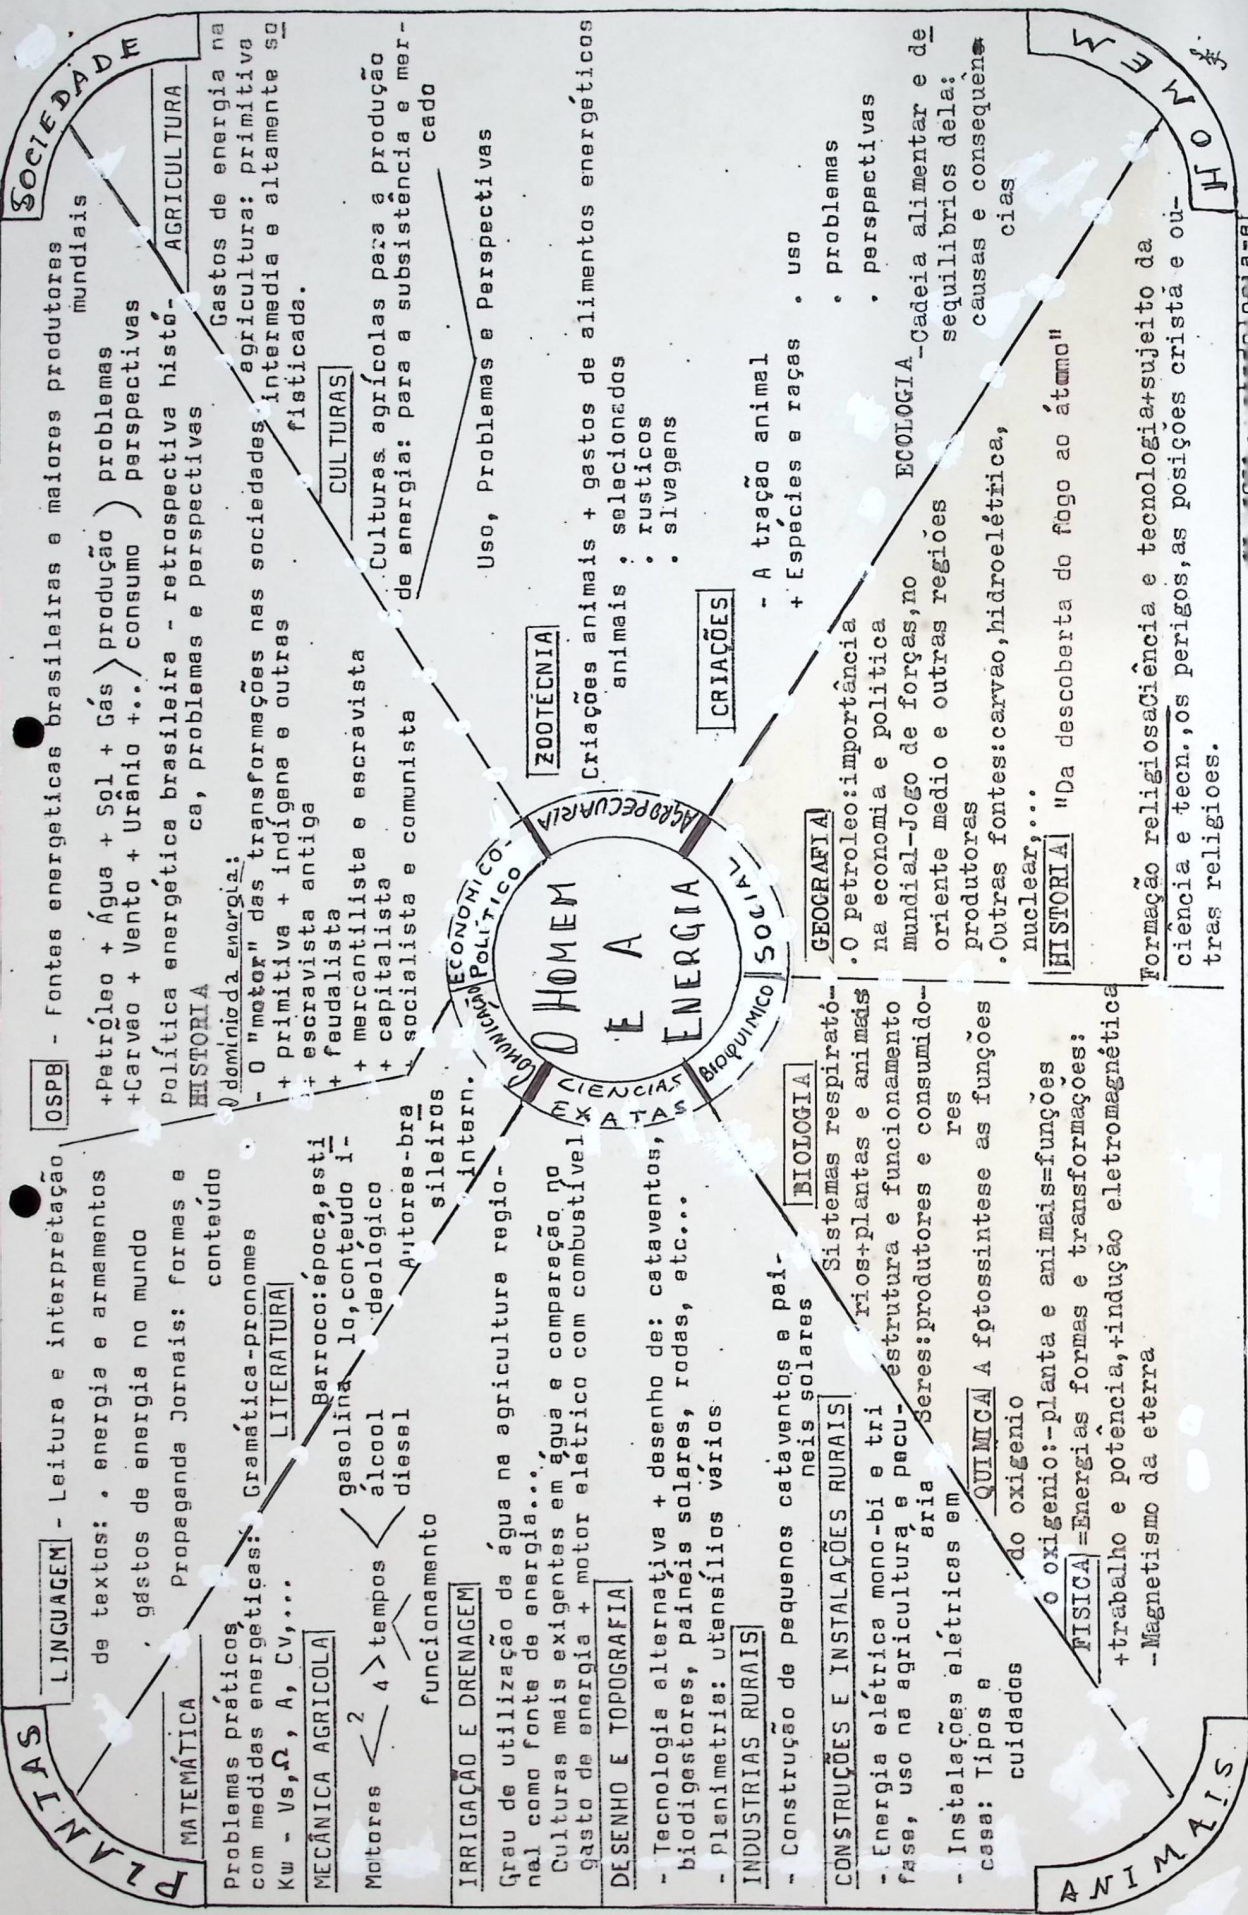 PLANTAS
SOCIEDADE
HOMEM
ANIMAIS
O HOMEM
E A
ENERGIA
COMUNICAÇÃO
ECONOMICO-
POLÍTICO
AGROPECUARIA
SOCIAL
BIOQUIMICO
CIENCIAS
EXATAS
LINGUAGEM - Leitura e interpretação
de textos: . energia e armamentos
. gastos de energia no mundo
Propaganda Jornais: formas e
conteúdo
Gramática-pronomes
LITERATURA
Barroco:época,esti
lo,conteúdo i-
deológico
Autores-bra
sileiros
intern.
OSPB - Fontes energeticas brasileiras e maiores produtores
mundiais
+Petróleo + Água + Sol + Gás > produção ) problemas
+Carvão + Vento + Urânio +.. / consumo ) perspectivas
Política energética brasileira - retrospectiva histó-
ca, problemas e perspectivas
HISTORIA
O domínio da energia:
- O "motor" das transformações nas sociedades
+ primitiva + indígena e outras
+ escravista antiga
+ feudalista
+ mercantilista e escravista
+ capitalista
+ socialista e comunista
AGRICULTURA
Gastos de energia na
agricultura: primitiva
intermedia e altamente so
fisticada.
CULTURAS
.Culturas agrícolas para a produção
de energia: para a subsistência e mer-
cado
Uso, Problemas e Perspectivas
ZOOTECNIA
Criações animais + gastos de alimentos energéticos
animais . selecionados
. rusticos
. slvagens
CRIAÇÕES
- A tração animal
+ Espécies e raças . uso
. problemas
. perspectivas
MATEMÁTICA
Problemas práticos
com medidas energéticas:
Kw - Vs,Ω, A, Cv,...
MECÂNICA AGRICOLA
Motores < 2
4 > tempos < gasolina
álcool
diesel
funcionamento
IRRIGAÇÃO E DRENAGEM
Grau de utilização da água na agricultura regio-
nal como fonte de energia...
Culturas mais exigentes em água e comparação no
gasto de energia + motor elétrico com combustível
DESENHO E TOPOGRAFIA
- Tecnologia alternativa + desenho de: cataventos,
biodigestores, painéis solares, rodas, etc...
- Planimetria: utensílios vários
INDUSTRIAS RURAIS
- Construção de pequenos cataventos e pai-
neis solares
CONSTRUÇÕES E INSTALAÇÕES RURAIS
- Energia elétrica mono-bi e tri
fase, uso na agricultura e pecu-
aria
- Instalações elétricas em
casa: Tipos e
cuidados
BIOLOGIA
Sistemas respirató-
rios+plantas e animais
estrutura e funcionamento
Seres:produtores e consumido-
res
QUIMICA A fotossintese as funções
do oxigenio
o oxigenio:-planta e animais=funções
FISICA =Energias formas e transformações:
+trabalho e potência,+indução eletromagnética
-Magnetismo da eterra
GEOGRAFIA
.O petroleo:importância
na economia e politica
mundial-Jogo de forças,no
oriente medio e outras regiões
produtoras
.Outras fontes:carvão,hidroelétrica,
nuclear,...
HISTORIA "Da descoberta do fogo ao átomo"
ECOLOGIA -Cadeia alimentar e de
sequilibrios dela:
causas e consequên
cias
Formação religiosaCiência e tecnologia+sujeito da
ciência e tecn.,os perigos,as posições cristã e ou-
tras religioes.